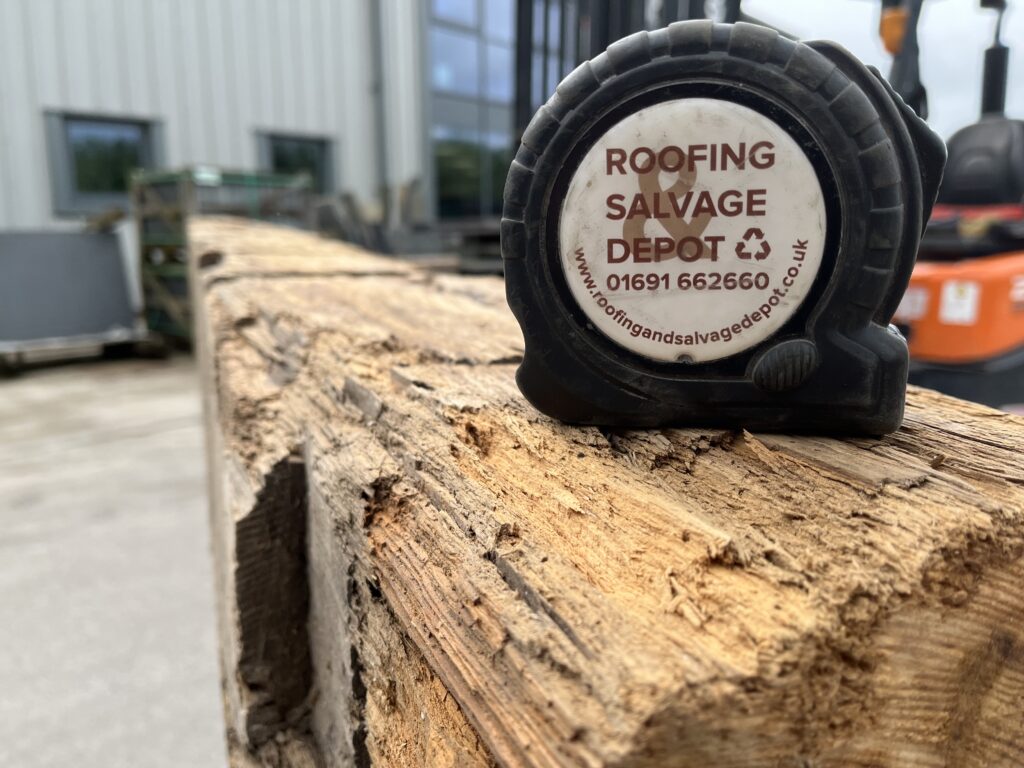 ROOFING
&
SALVAGE
DEPOT
01691 662660
www.roofingandsalvagedepot.co.uk